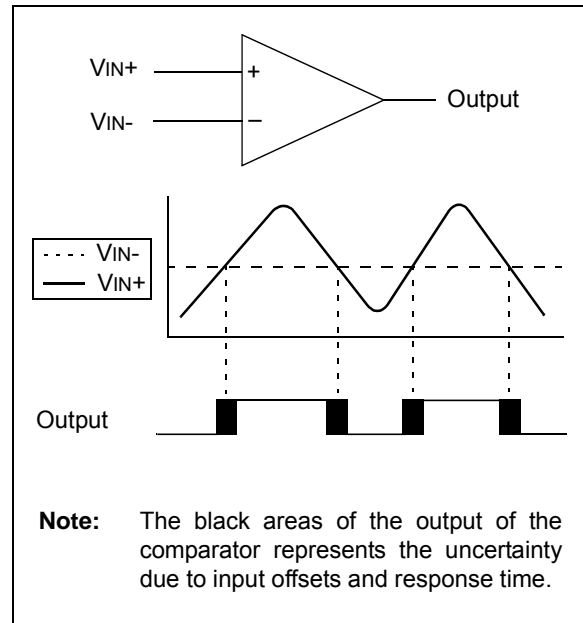 VIN+
+
VIN-
–
Output
VIN-
VIN+
Output
Note: The black areas of the output of the
comparator represents the uncertainty
due to input offsets and response time.